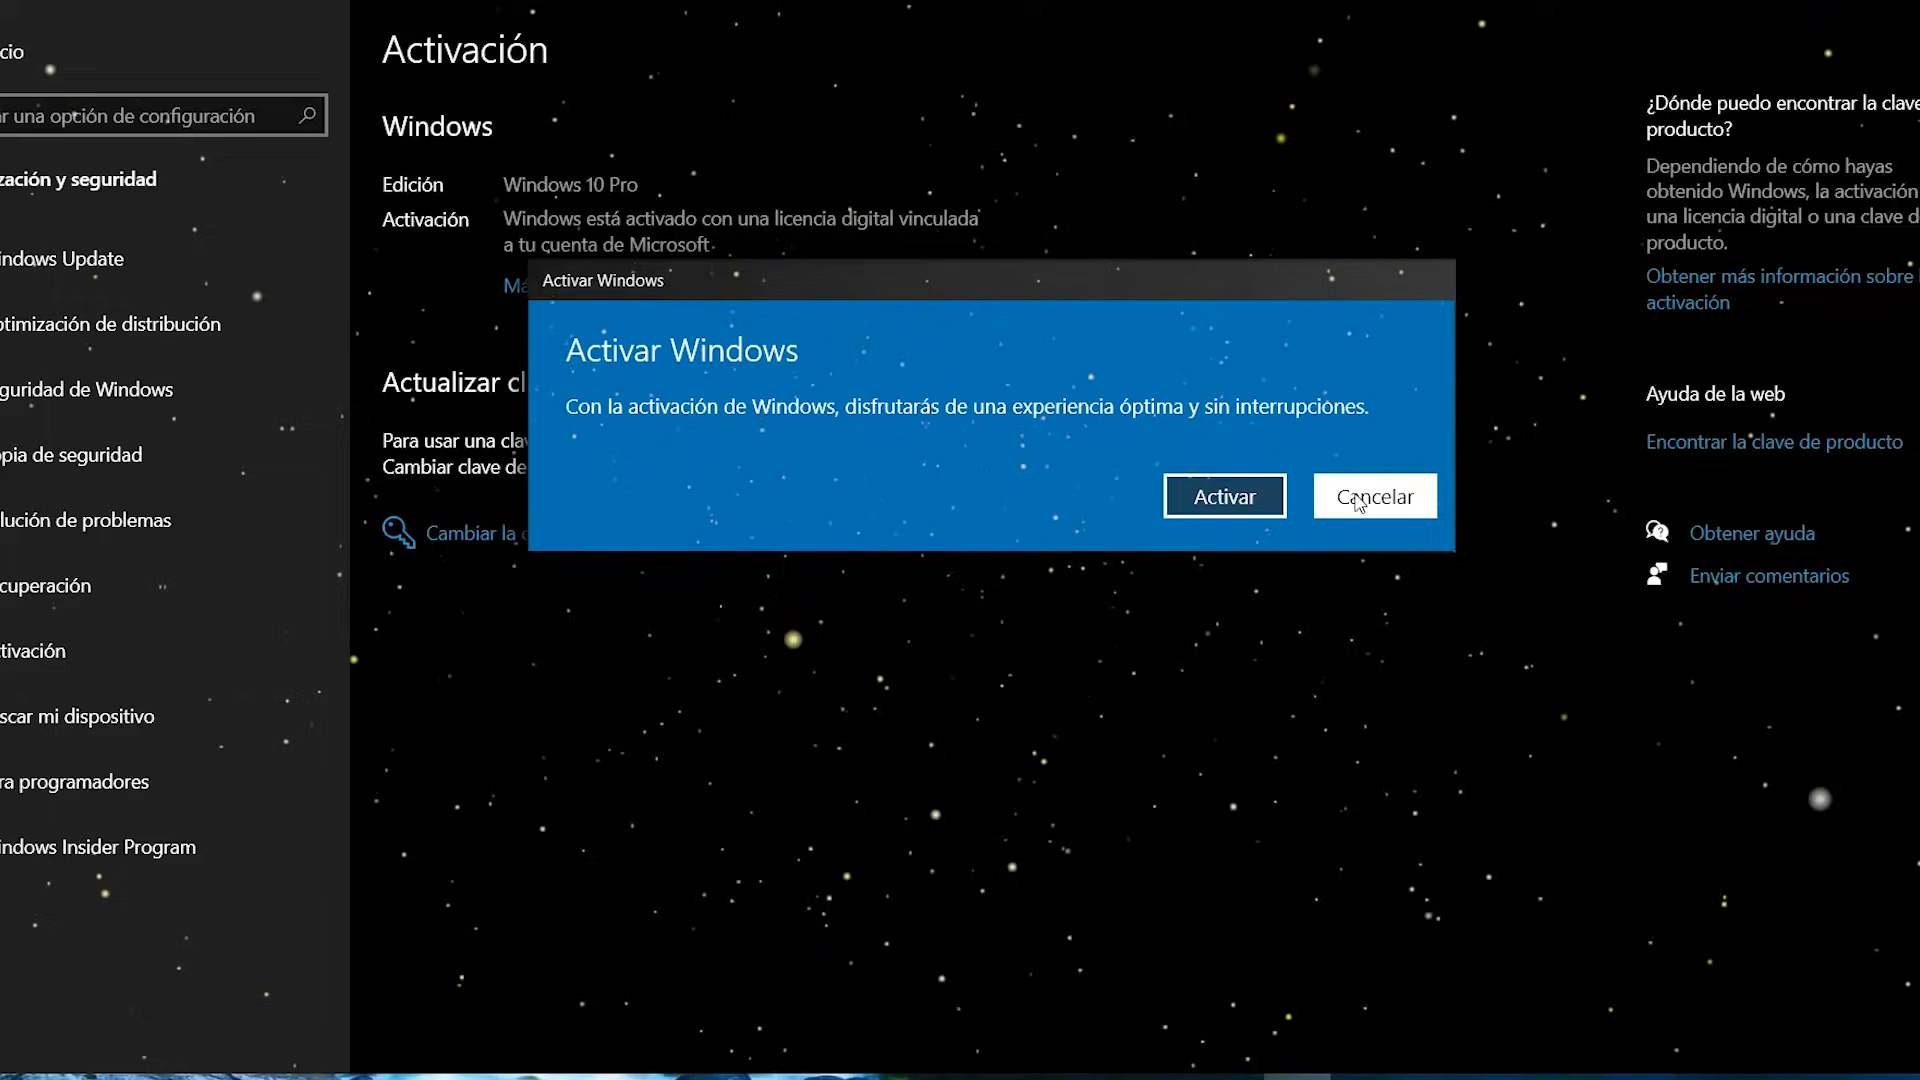 cio
r una opción de configuración
zación y seguridad
indows Update
otimización de distribución
guridad de Windows
pia de seguridad
lución de problemas
cuperación
tivación
scar mi dispositivo
ra programadores
indows Insider Program
Activación
Windows
Edición Windows 10 Pro
Activación Windows está activado con una licencia digital vinculada
a tu cuenta de Microsoft
Má
Actualizar cl
Para usar una clav
Cambiar clave de
Cambiar la c
Activar Windows
Activar Windows
Con la activación de Windows, disfrutarás de una experiencia óptima y sin interrupciones.
Activar Cancelar
¿Dónde puedo encontrar la clave
producto?
Dependiendo de cómo hayas
obtenido Windows, la activación
una licencia digital o una clave d
producto.
Obtener más información sobre l
activación
Ayuda de la web
Encontrar la clave de producto
Obtener ayuda
Enviar comentarios